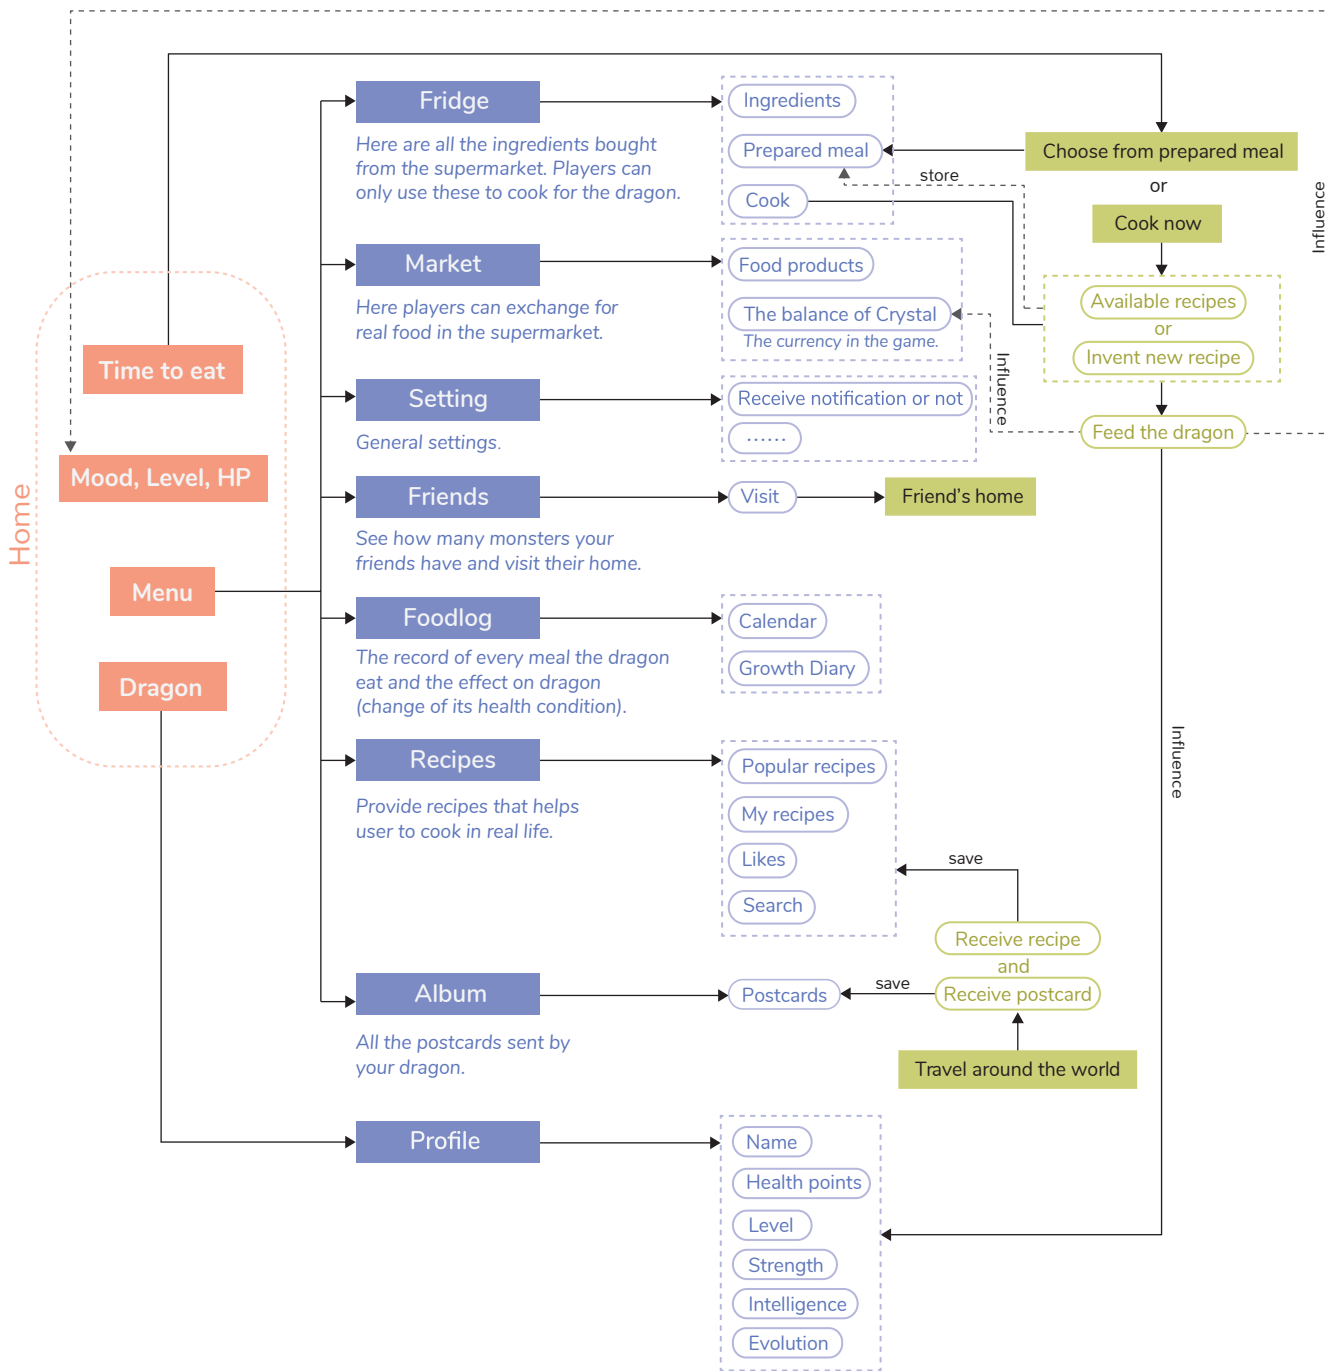 Home
Time to eat
Mood, Level, HP
Menu
Dragon
Fridge
Here are all the ingredients bought
from the supermarket. Players can
only use these to cook for the dragon.
Market
Here players can exchange for
real food in the supermarket.
Setting
General settings.
Friends
See how many monsters your
friends have and visit their home.
Foodlog
The record of every meal the dragon
eat and the effect on dragon
(change of its health condition).
Recipes
Provide recipes that helps
user to cook in real life.
Album
All the postcards sent by
your dragon.
Profile
Ingredients
Prepared meal
Cook
Food products
The balance of Crystal
The currency in the game.
Receive notification or not
......
Visit
Friend's home
Calendar
Growth Diary
Popular recipes
My recipes
Likes
Search
Postcards
Name
Health points
Level
Strength
Intelligence
Evolution
Choose from prepared meal
or
Cook now
store
Available recipes
or
Invent new recipe
Feed the dragon
Influence
Influence
Influence
save
Receive recipe
and
Receive postcard
save
Travel around the world